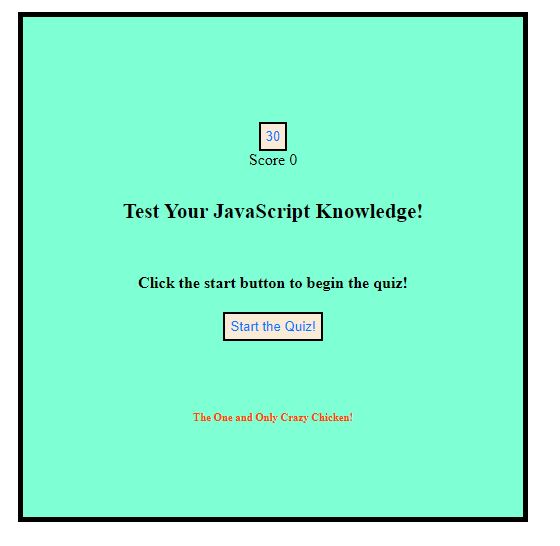 30
Score 0
Test Your JavaScript Knowledge!
Click the start button to begin the quiz!
Start the Quiz!
The One and Only Crazy Chicken!